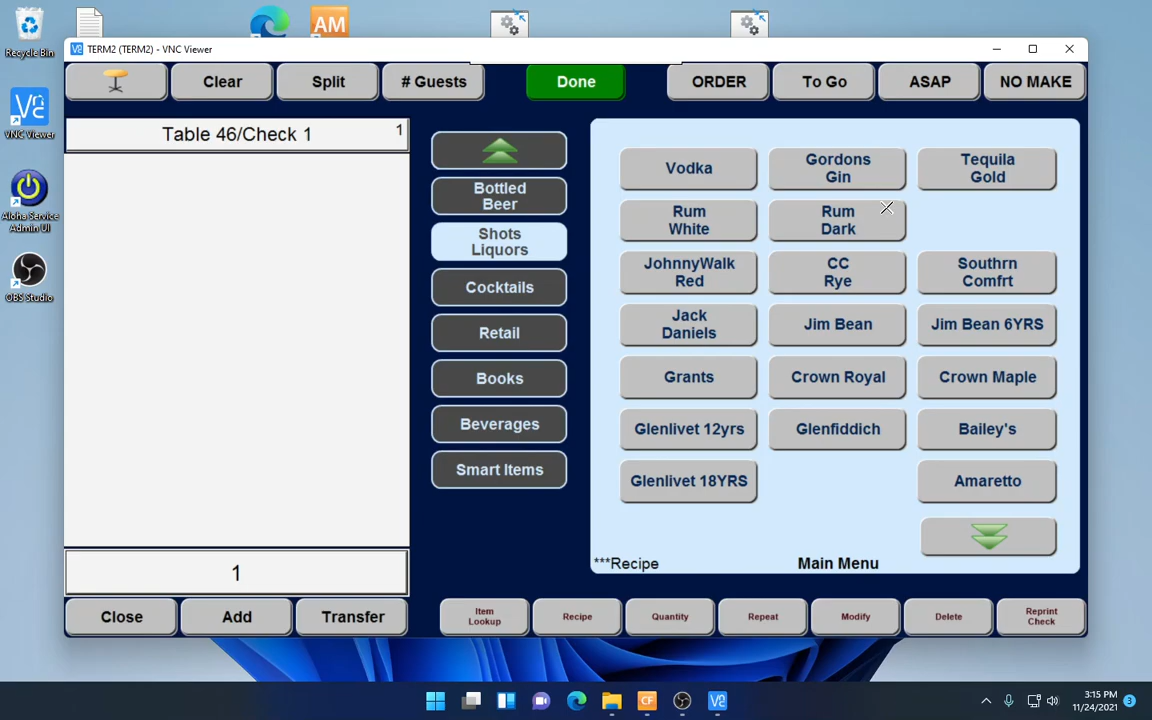 AM
Recycle Bin
TERM2 (TERM2) - VNC Viewer
Clear
Split
# Guests
Done
ORDER
To Go
ASAP
NO MAKE
VNC Viewer
Table 46/Check 1
1
Bottled
Beer
Shots
Liquors
Cocktails
Retail
Books
Beverages
Smart Items
Vodka
Gordons
Gin
Tequila
Gold
Rum
White
Rum
Dark
JohnnyWalk
Red
CC
Rye
Southrn
Comfrt
Jack
Daniels
Jim Bean
Jim Bean 6YRS
Grants
Crown Royal
Crown Maple
Glenlivet 12yrs
Glenfiddich
Bailey's
Glenlivet 18YRS
Amaretto
***Recipe
Main Menu
Aloha Service
Admin UI
OBS Studio
1
Close
Add
Transfer
Item
Lookup
Recipe
Quantity
Repeat
Modify
Delete
Reprint
Check
CF
3:15 PM
11/24/2021
3